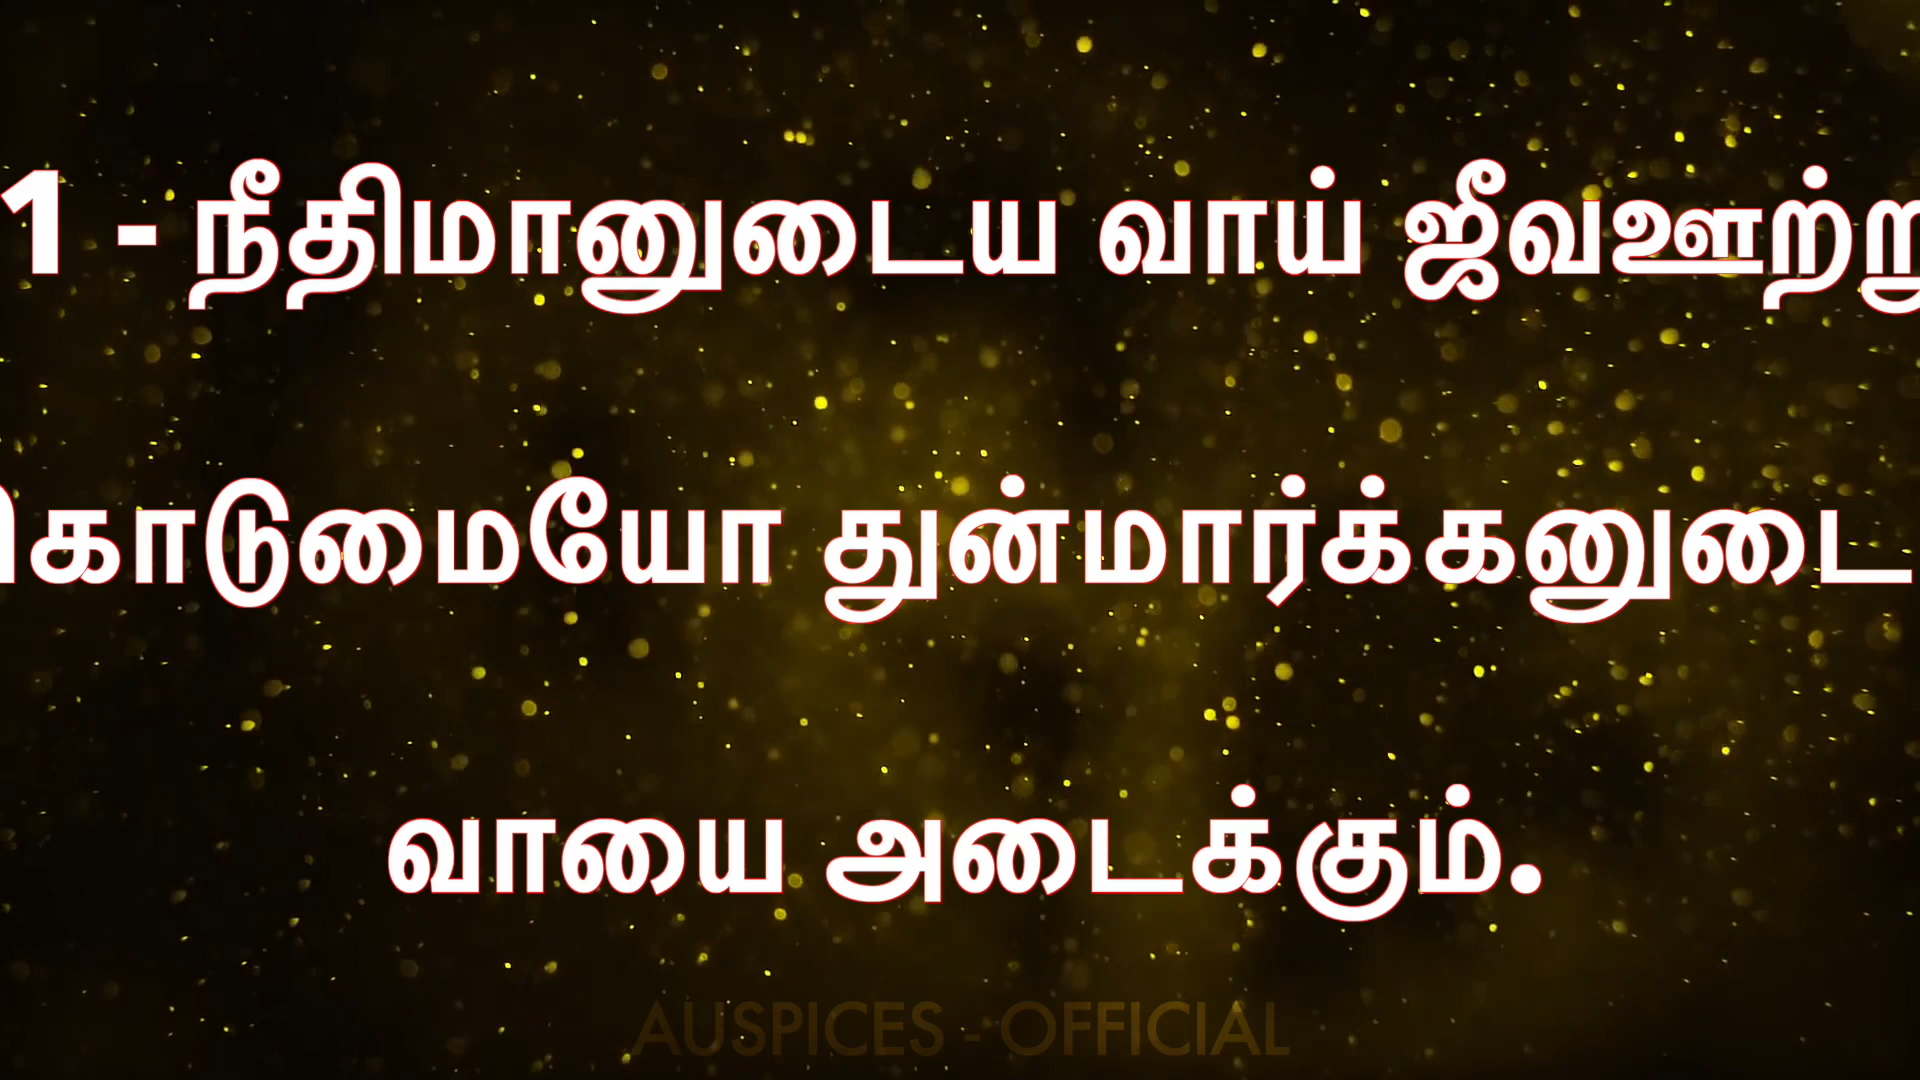 1 - நீதிமானுடைய வாய் ஜீவஊற்று
கொடுமையோ துன்மார்க்கனுடை
வாயை அடைக்கும்.
AUSPICES - OFFICIAL